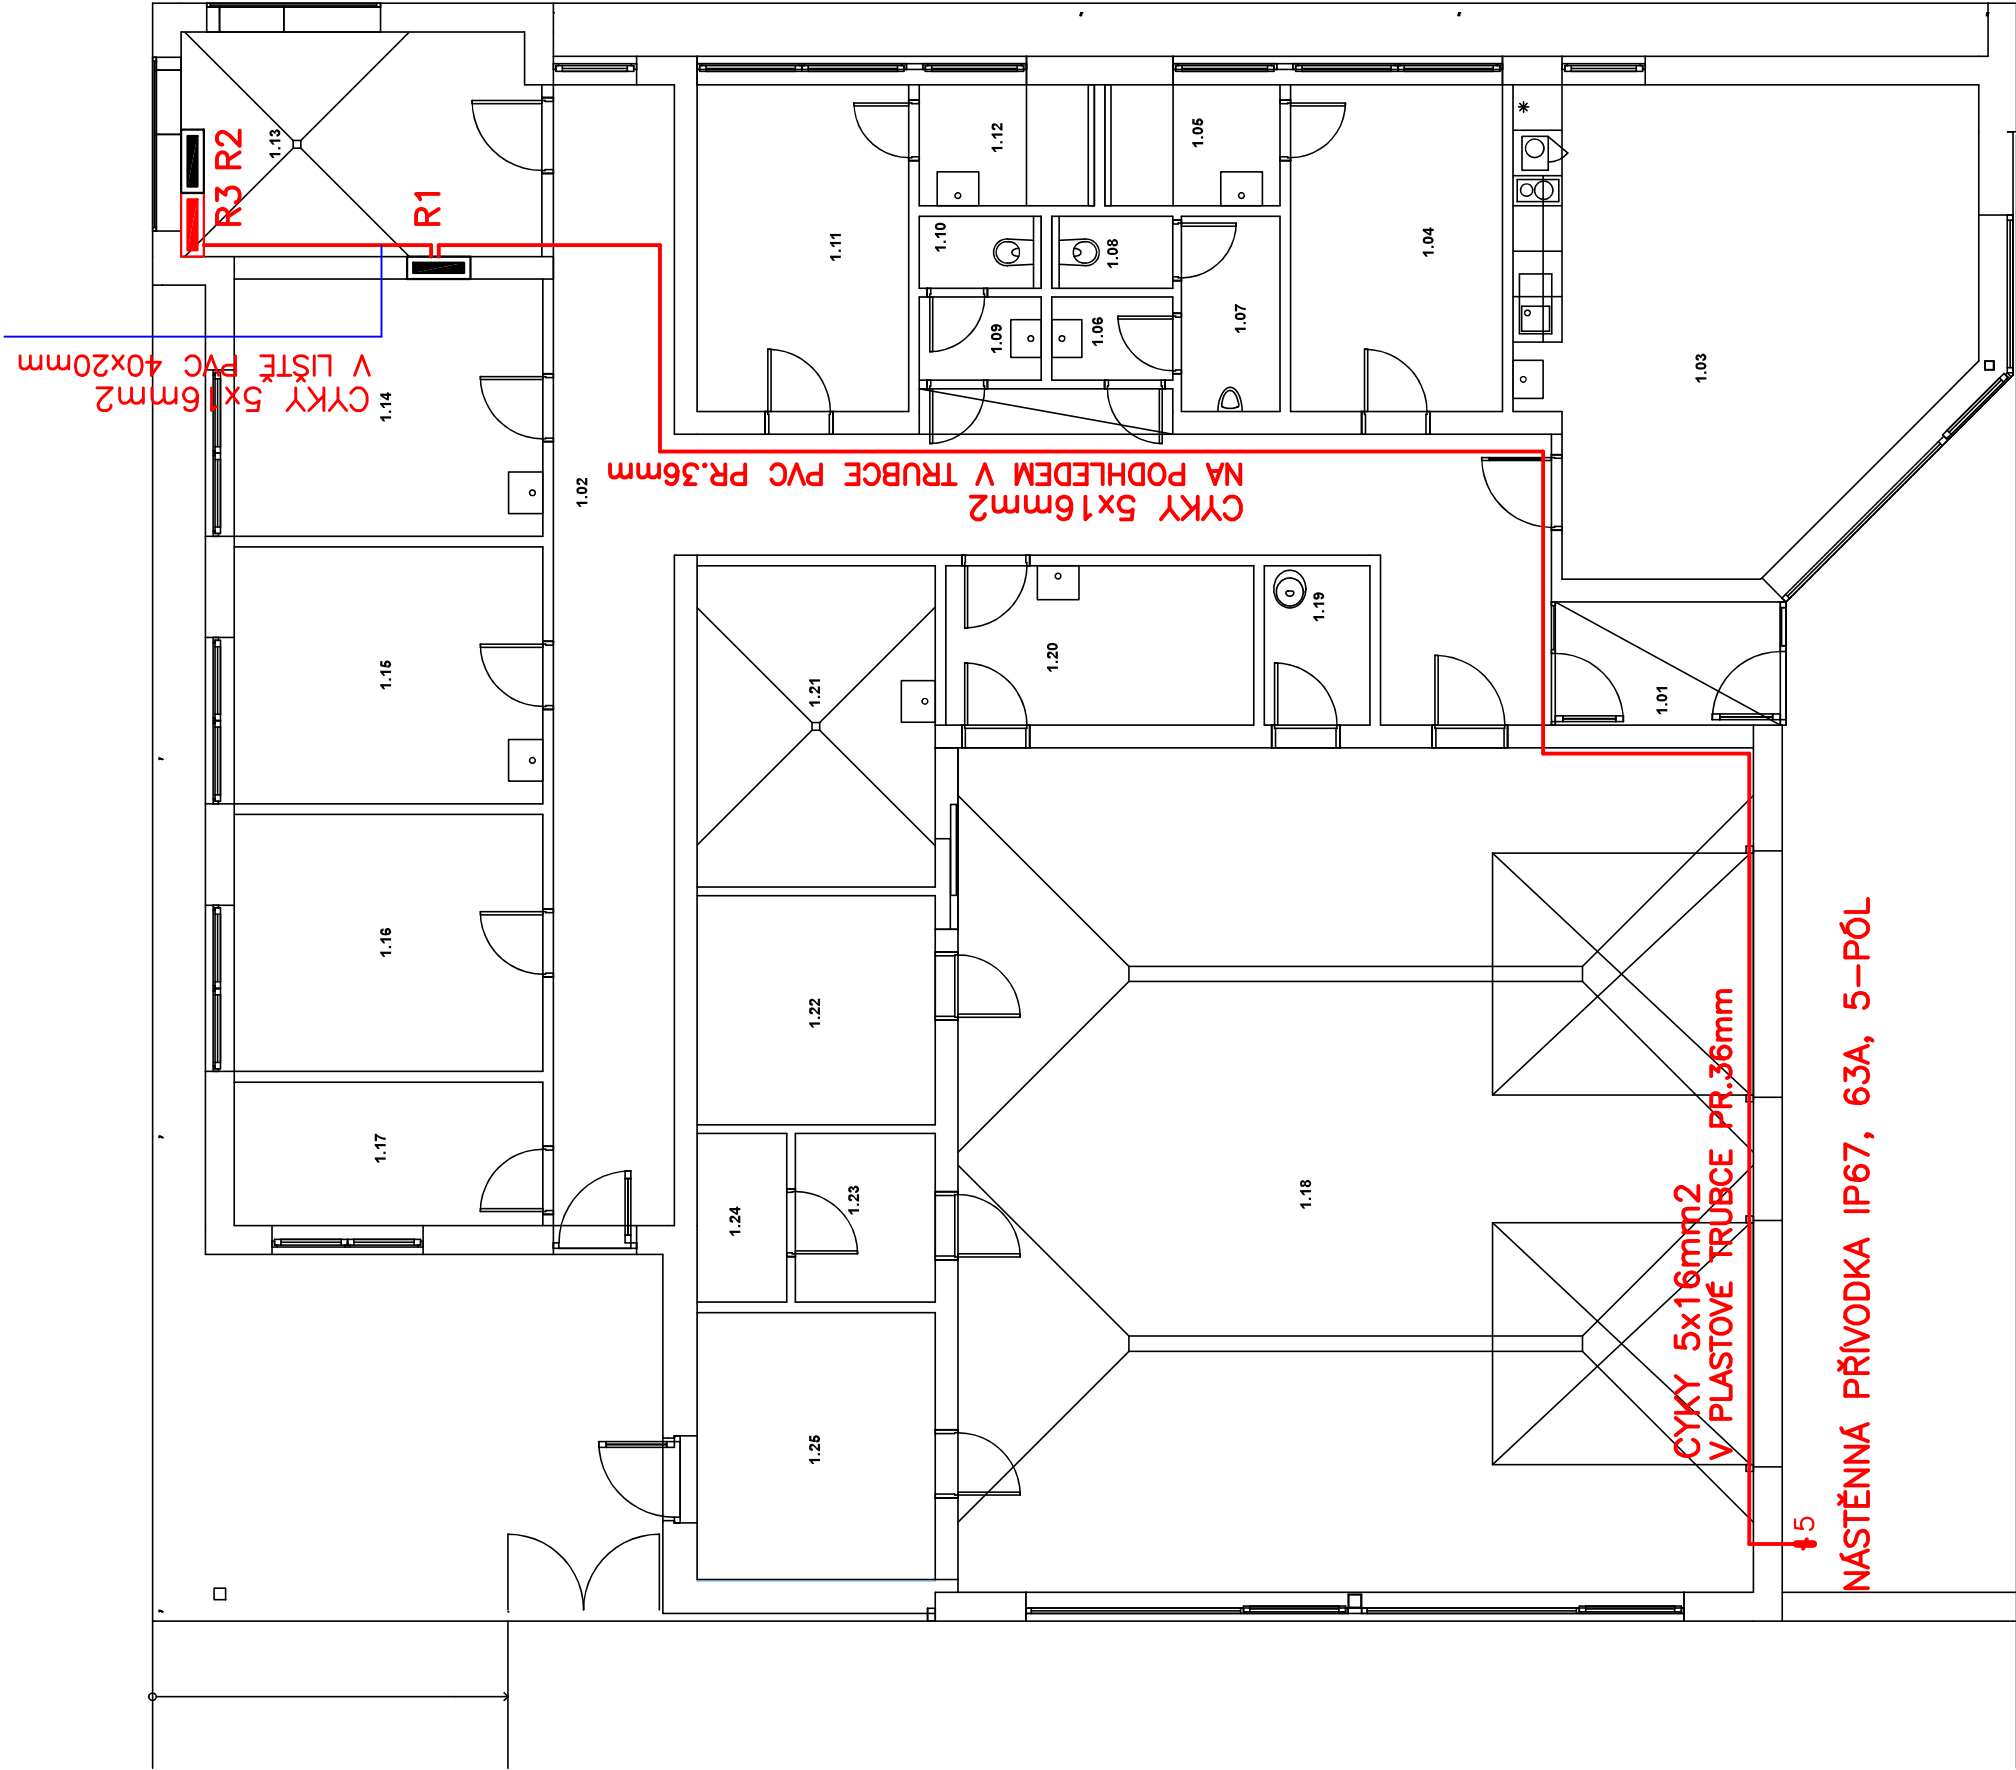 R3 R2
R1
CYKY 5x16mm2
V LIŠTĚ PVC 40x20mm
CYKY 5x16mm2
NA PODHLEDEM V TRUBCE PVC PR.36mm
CYKY 5x16mm2
V PLASTOVÉ TRUBCE PR.36mm
NÁSTĚNNÁ PŘÍVODKA IP67, 63A, 5-PÓL
5
1.13
1.12
1.05
1.11
1.10
1.08
1.04
1.09
1.06
1.07
1.03
1.14
1.02
1.15
1.21
1.20
1.19
1.01
1.16
1.22
1.17
1.24
1.23
1.18
1.25